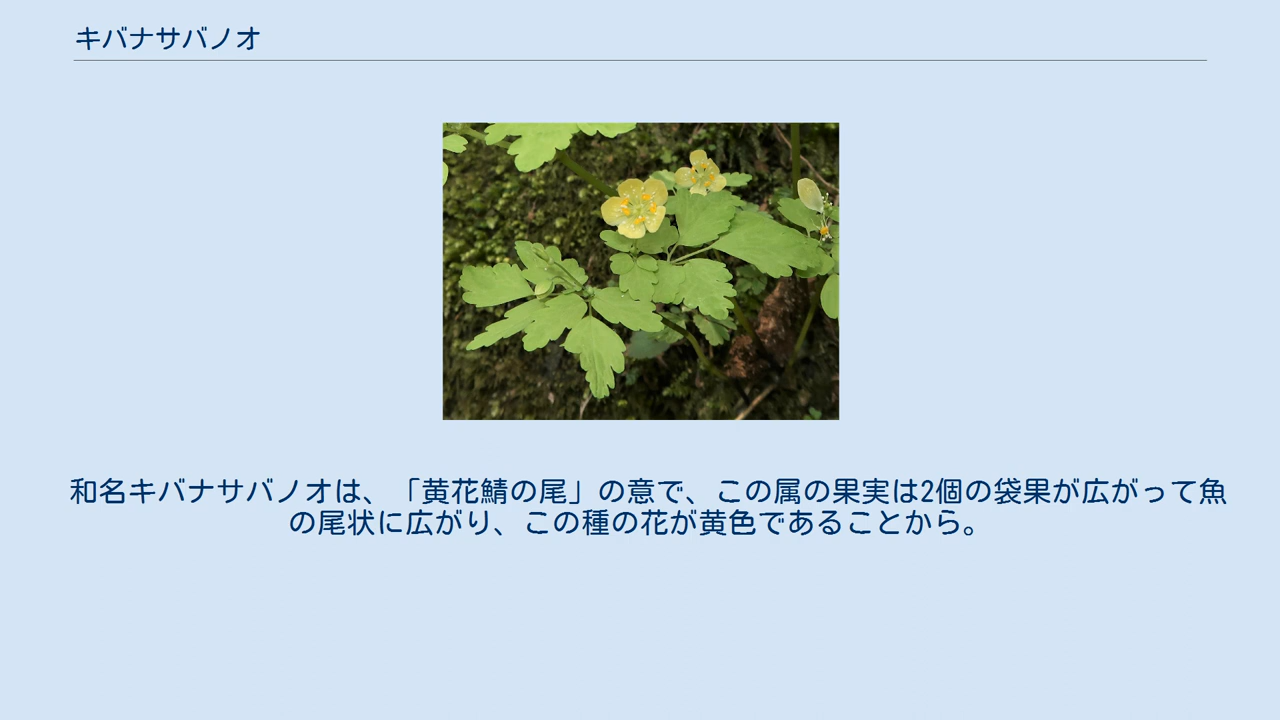 キバナサバノオ
和名キバナサバノオは、「黄花鯖の尾」の意で、この属の果実は2個の袋果が広がって魚
の尾状に広がり、この種の花が黄色であることから。